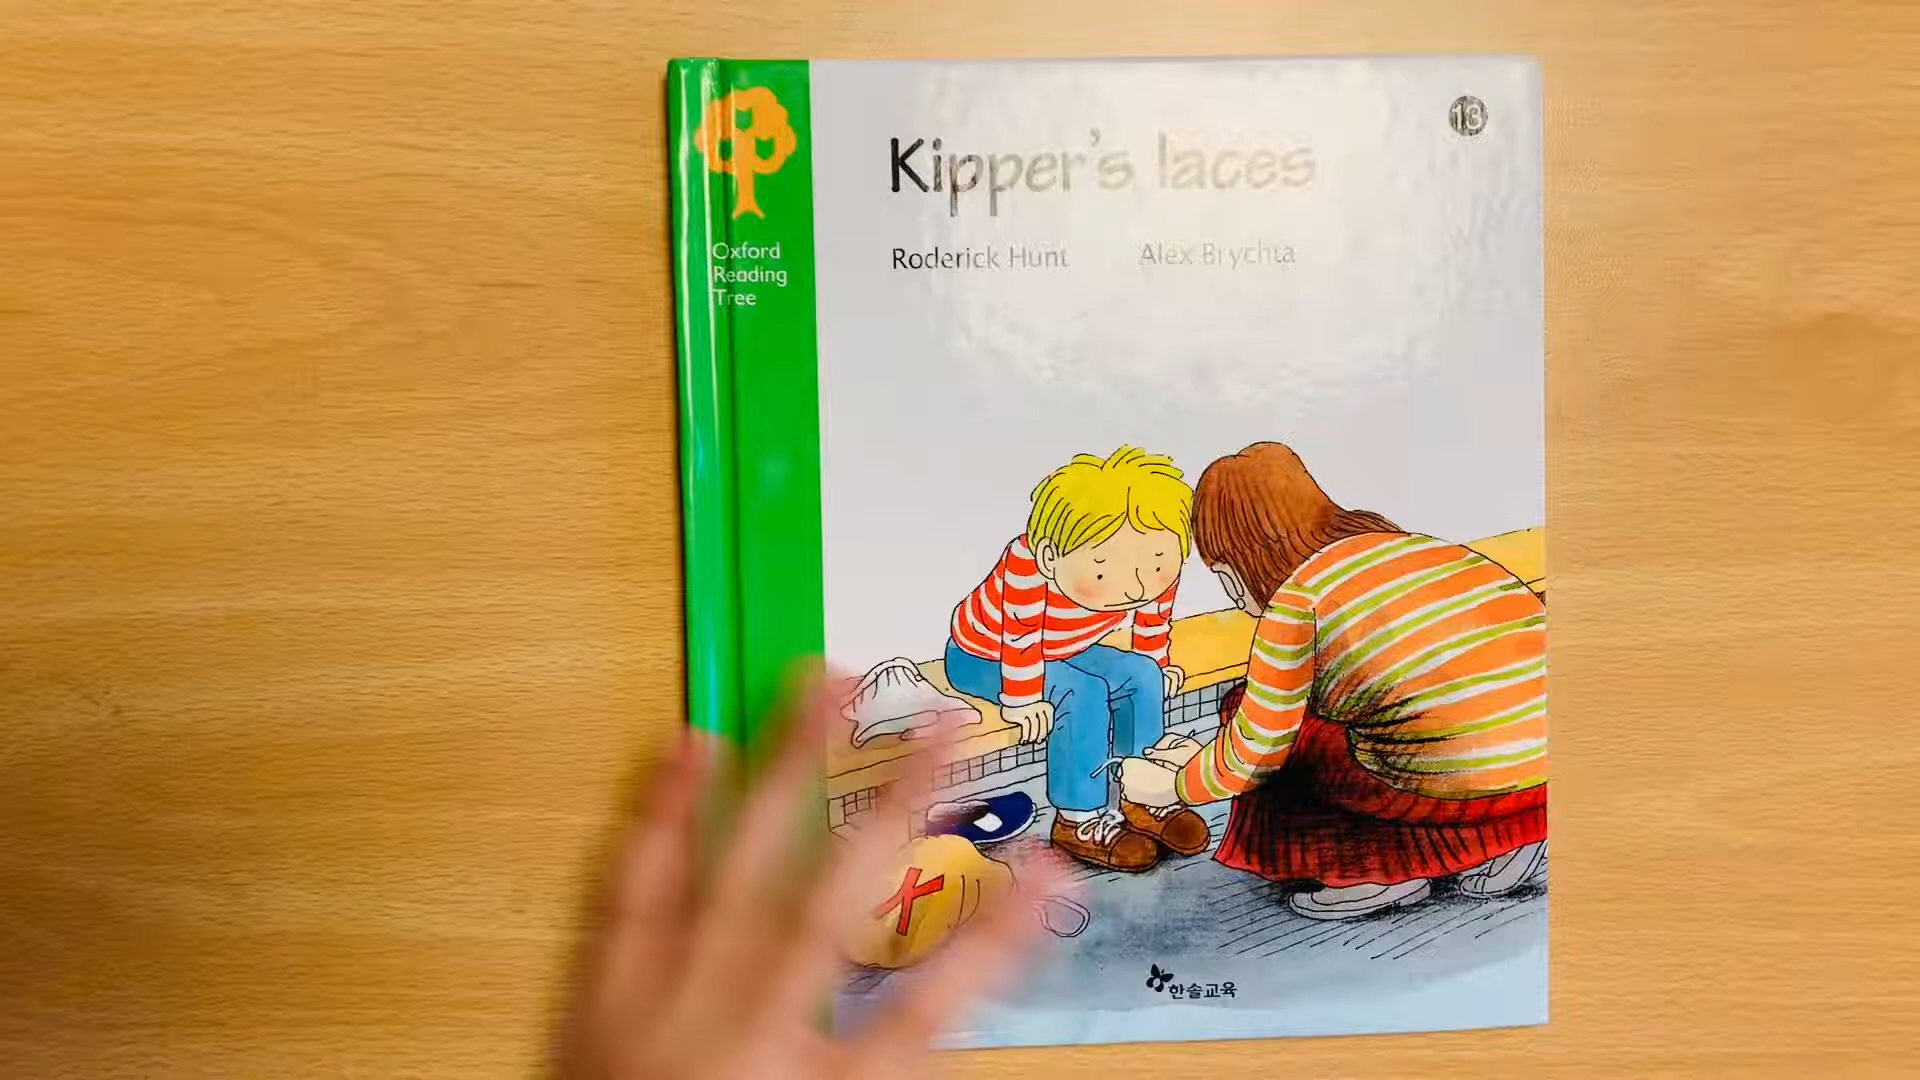 Oxford
Reading
Tree
13
Kipper's laces
Roderick Hunt Alex Brychta
한솔교육